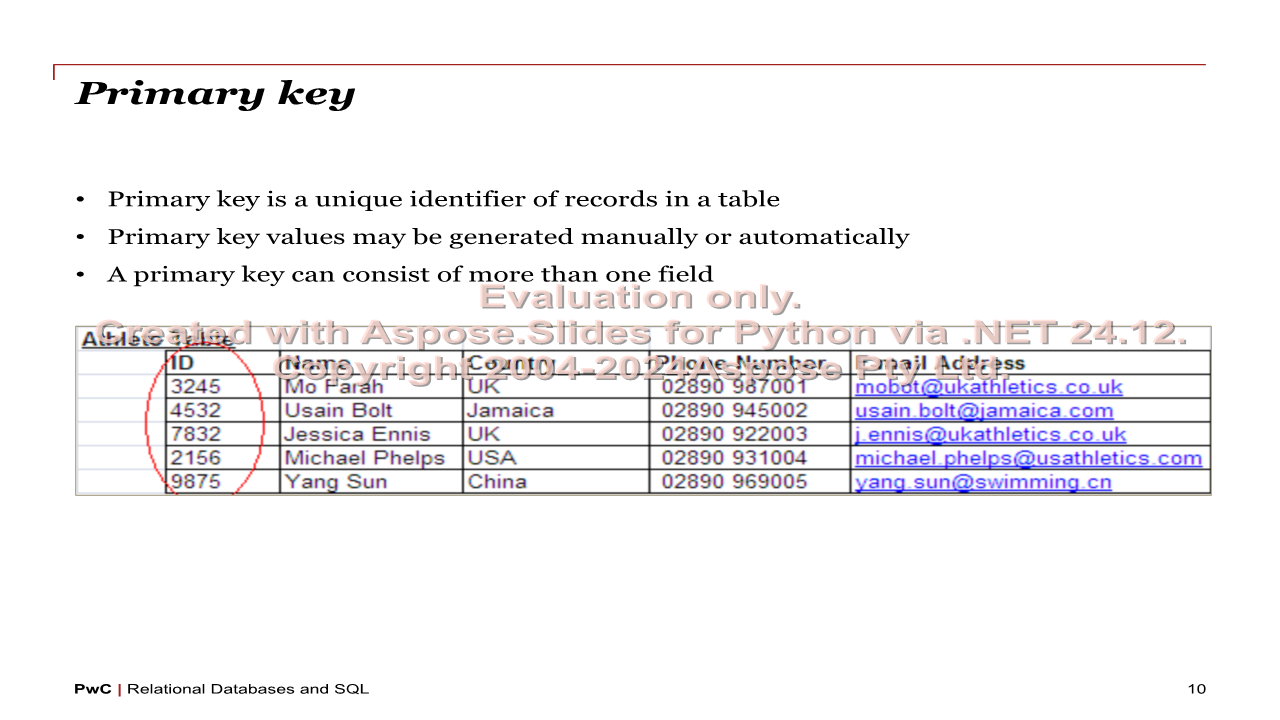 Primary key
• Primary key is a unique identifier of records in a table
• Primary key values may be generated manually or automatically
• A primary key can consist of more than one field
Evaluation only.
Created with Aspose.Slides for Python via .NET 24.12.
Copyright 2004-2024 Aspose Pty Ltd.
Athlete Table
ID Name Country Phone Number Email Address
3245 Mo Farah UK 02890 987001 mobot@ukathletics.co.uk
4532 Usain Bolt Jamaica 02890 945002 usain.bolt@jamaica.com
7832 Jessica Ennis UK 02890 922003 j.ennis@ukathletics.co.uk
2156 Michael Phelps USA 02890 931004 michael.phelps@usathletics.com
9875 Yang Sun China 02890 969005 yang.sun@swimming.cn
PwC | Relational Databases and SQL 10